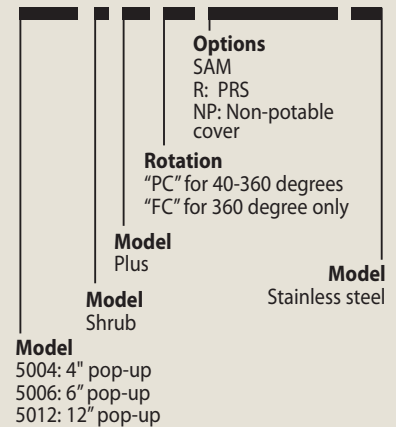 Options
SAM
R: PRS
NP: Non-potable
cover
Rotation
“PC” for 40-360 degrees
“FC” for 360 degree only
Model
Plus
Model
Stainless steel
Model
Shrub
Model
5004: 4" pop-up
5006: 6” pop-up
5012: 12” pop-up